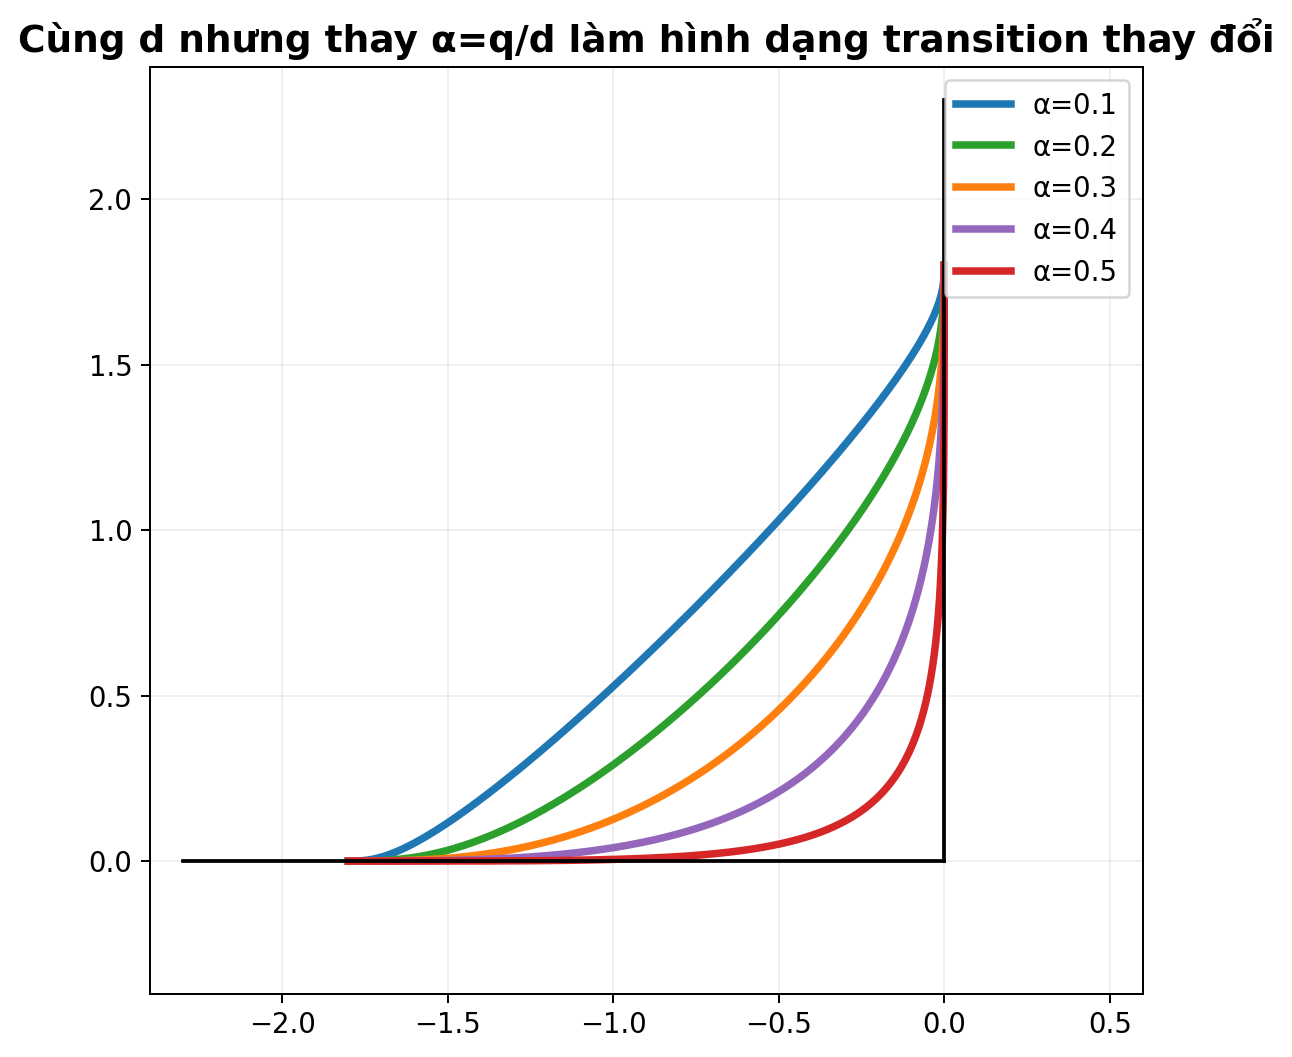 Cùng d nhưng thay α=q/d làm hình dạng transition thay đổi
α=0.1
α=0.2
α=0.3
α=0.4
α=0.5
2.0
1.5
1.0
0.5
0.0
−2.0 −1.5 −1.0 −0.5 0.0 0.5